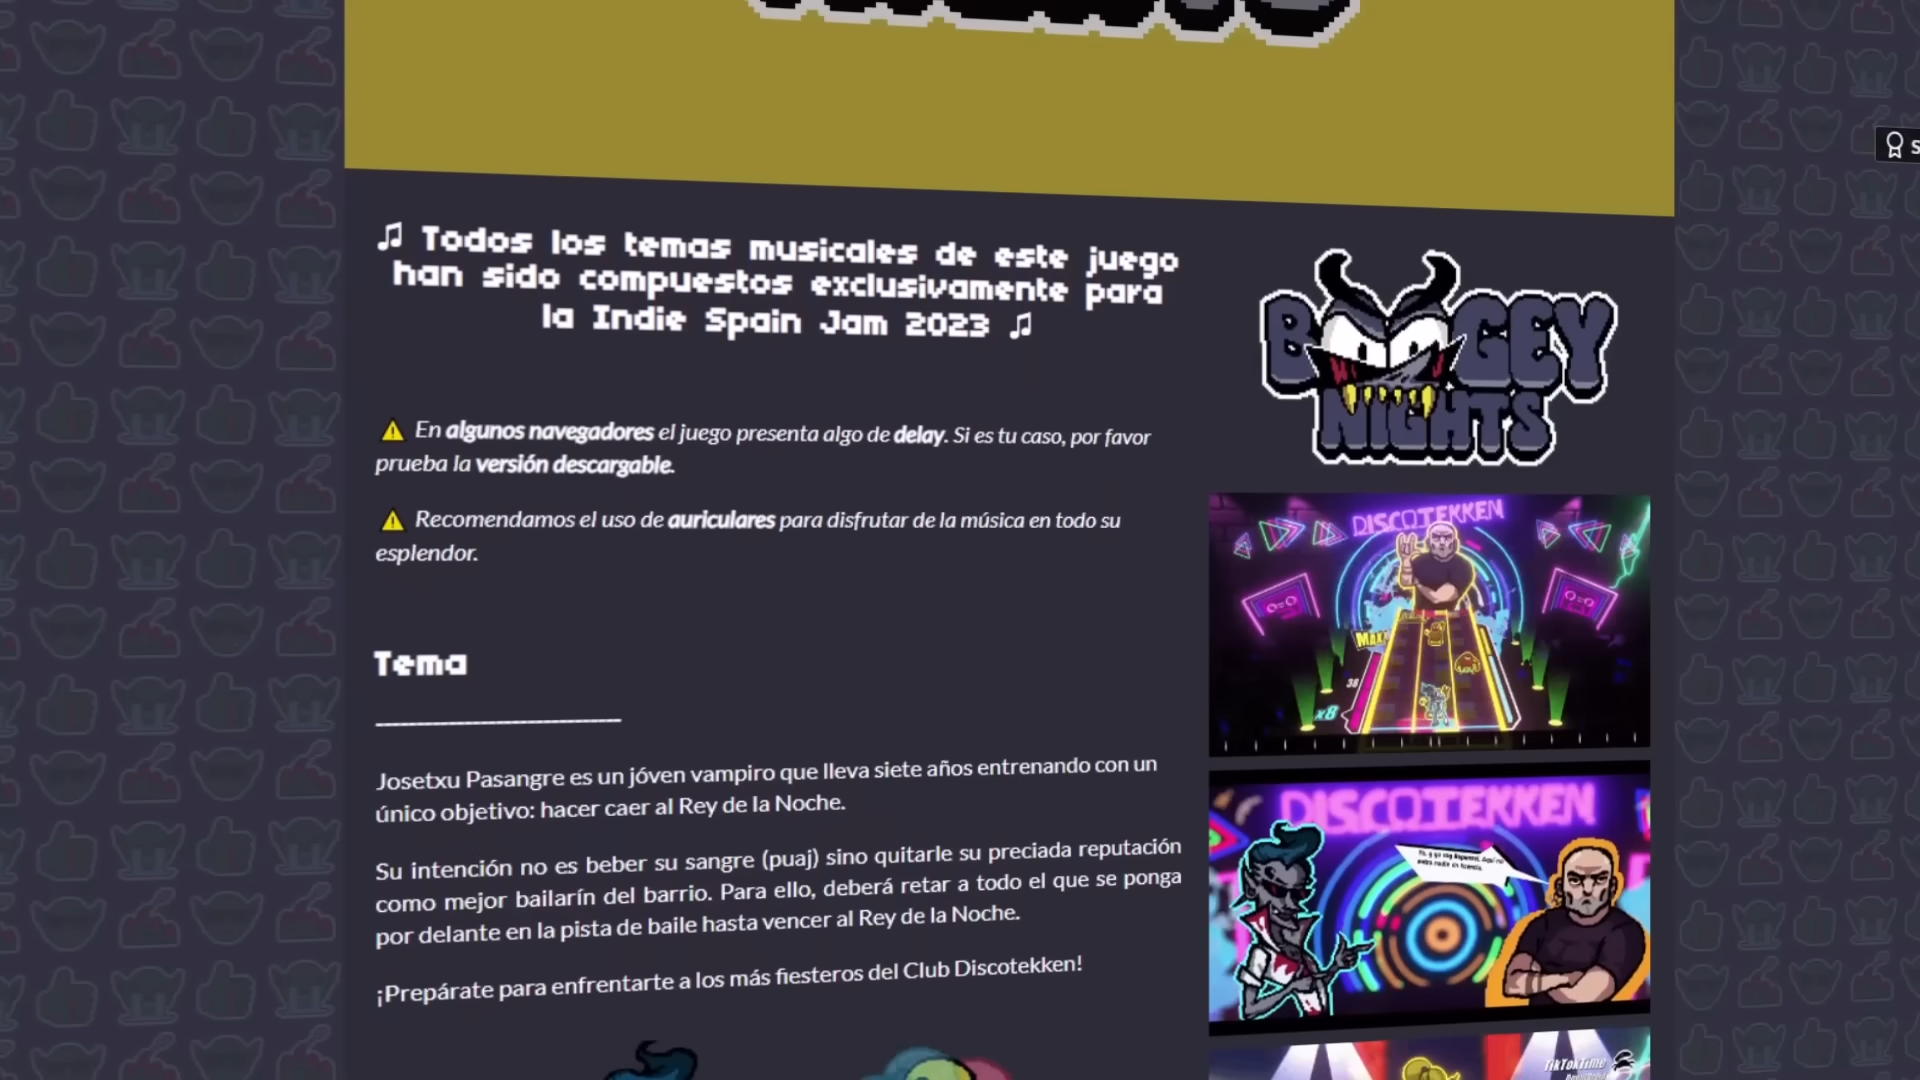 ♫ Todos los temas musicales de este juego
han sido compuestos exclusivamente para
la Indie Spain Jam 2023 ♫
⚠ En algunos navegadores el juego presenta algo de delay. Si es tu caso, por favor
prueba la versión descargable.
⚠ Recomendamos el uso de auriculares para disfrutar de la música en todo su
esplendor.
Tema
Josetxu Pasangre es un jóven vampiro que lleva siete años entrenando con un
único objetivo: hacer caer al Rey de la Noche.
Su intención no es beber su sangre (puaj) sino quitarle su preciada reputación
como mejor bailarín del barrio. Para ello, deberá retar a todo el que se ponga
por delante en la pista de baile hasta vencer al Rey de la Noche.
¡Prepárate para enfrentarte a los más fiesteros del Club Discotekken!
BOOGEY
NIGHTS
DISCOTEKKEN
MAX!
38
x8
DISCOTEKKEN
TikTokTime